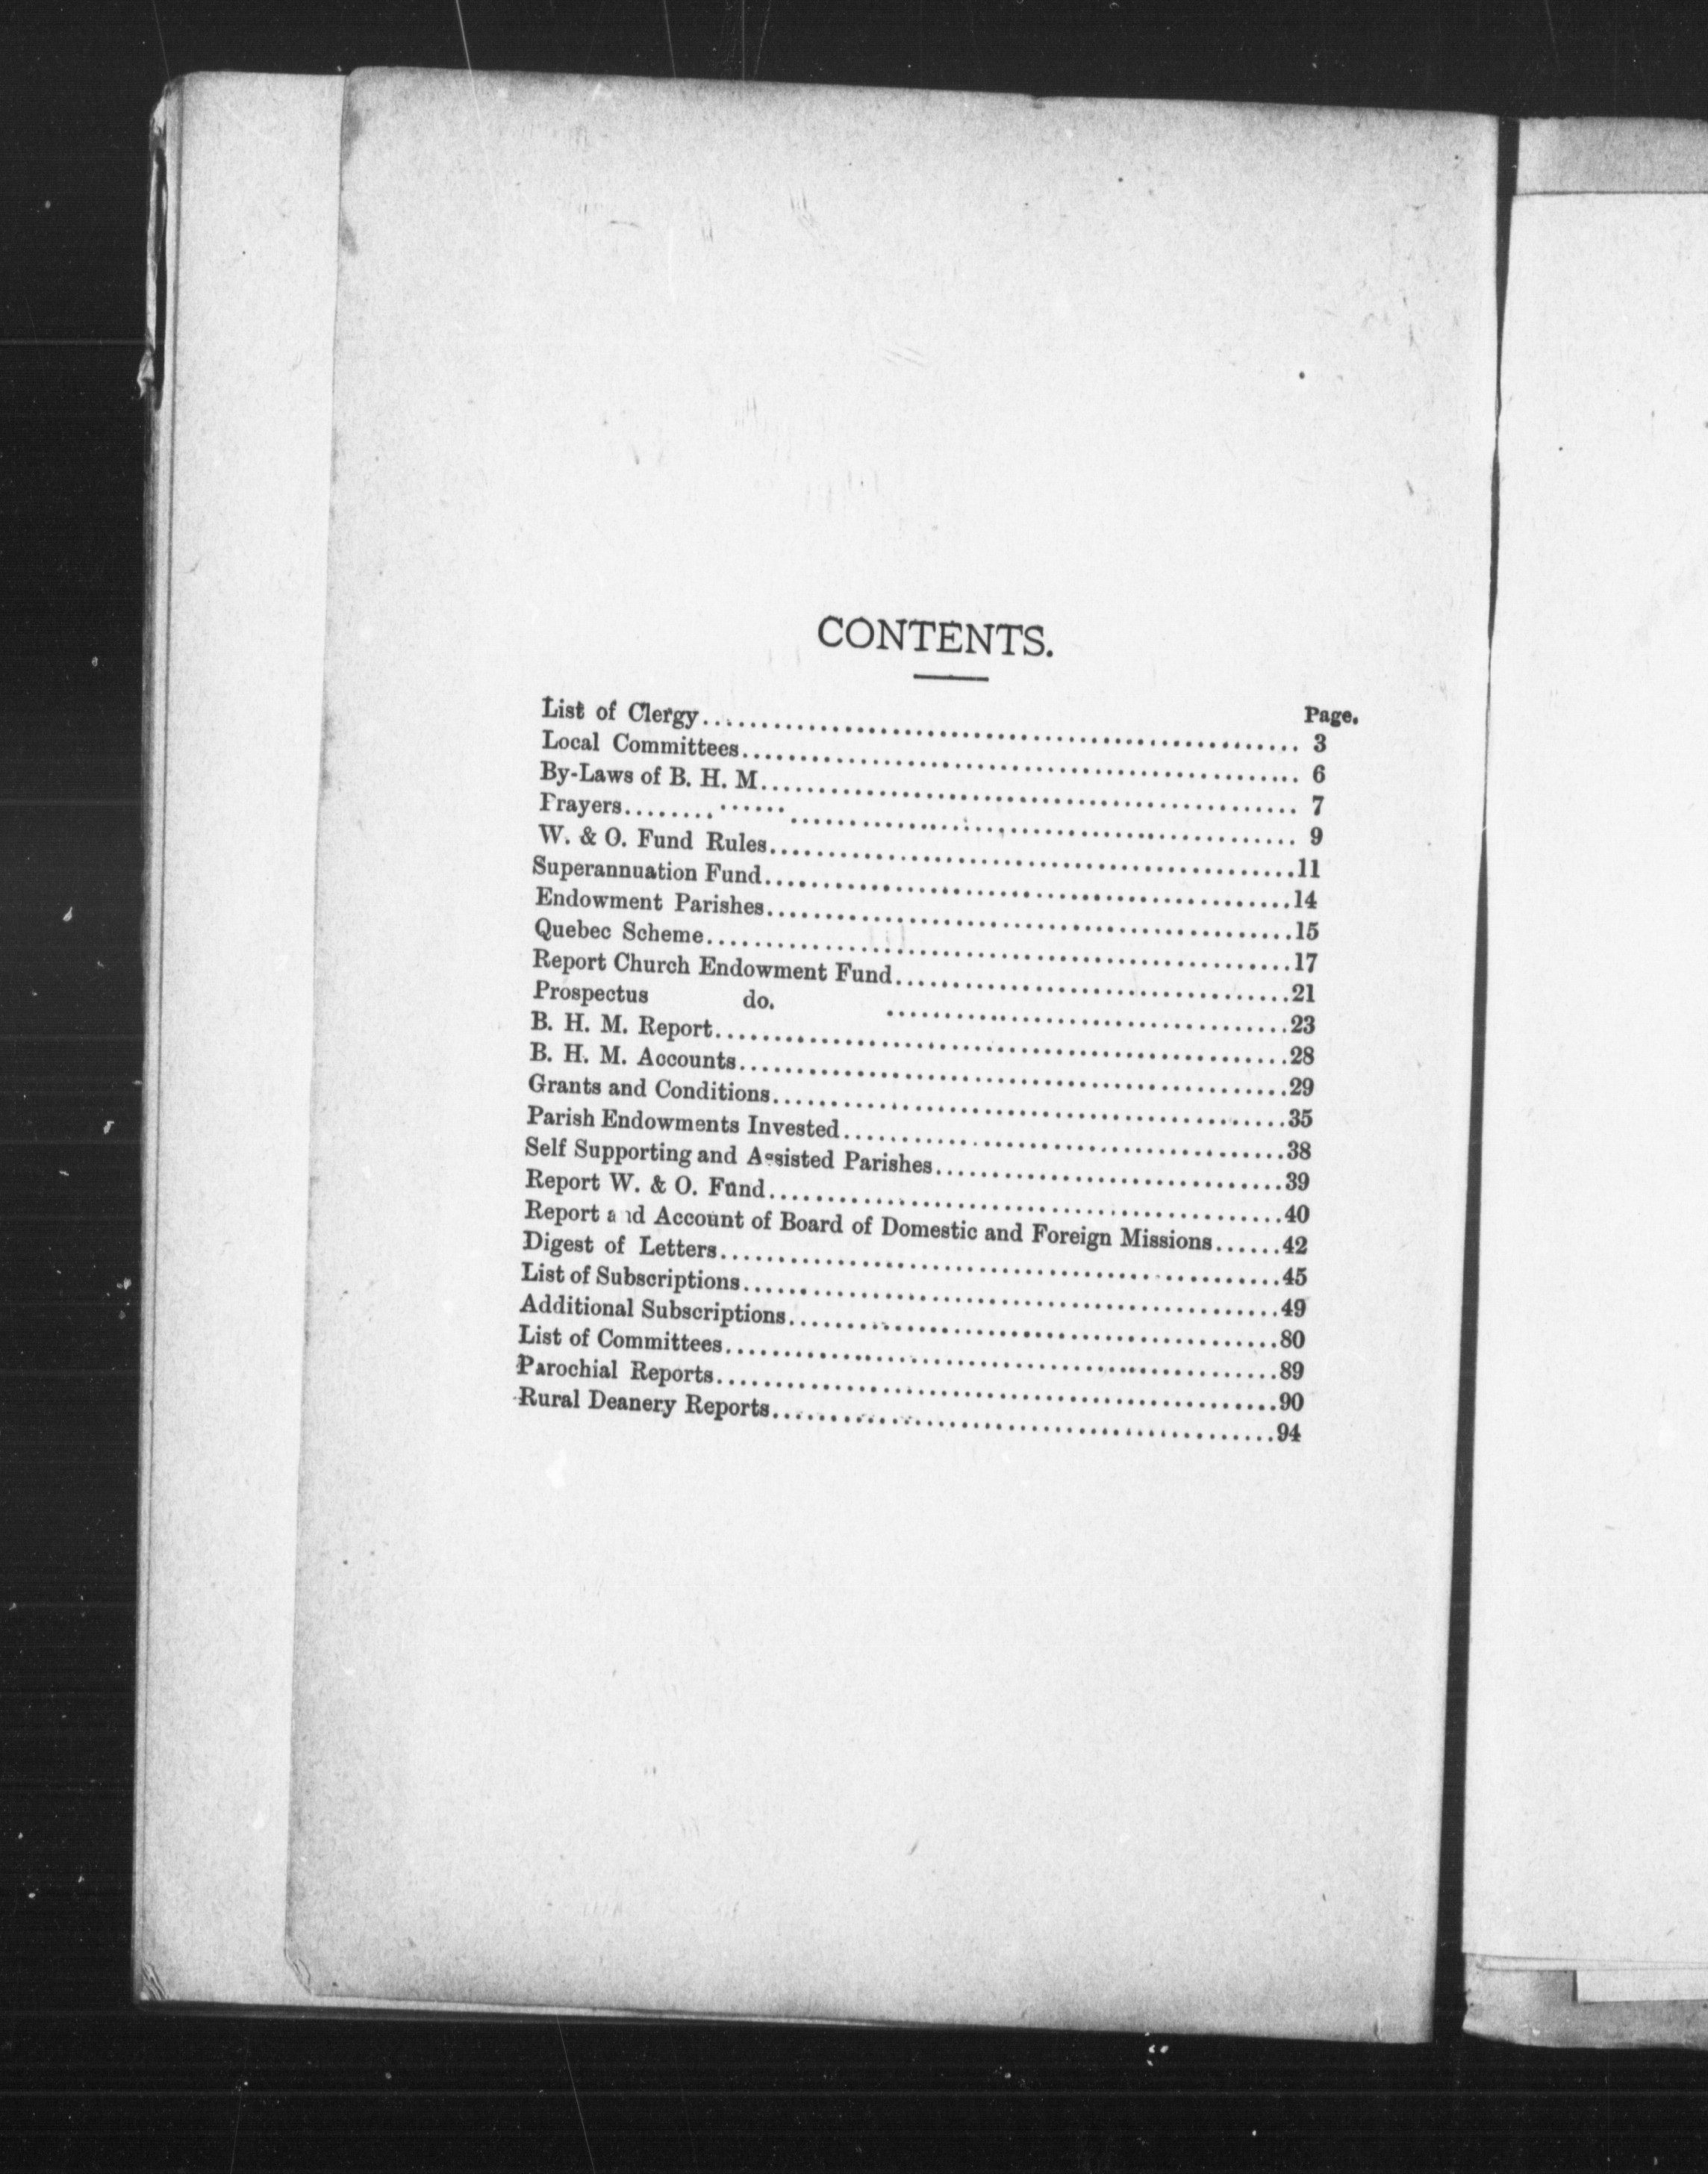 CONTENTS.
Page.
List of Clergy........ 3
Local Committees........ 6
By-Laws of B. H. M........ 7
Prayers........ 9
W. & O. Fund Rules........11
Superannuation Fund........14
Endowment Parishes........15
Quebec Scheme........17
Report Church Endowment Fund........21
Prospectus do. ........23
B. H. M. Report........28
B. H. M. Accounts........29
Grants and Conditions........35
Parish Endowments Invested........38
Self Supporting and Assisted Parishes........39
Report W. & O. Fund........40
Report and Account of Board of Domestic and Foreign Missions......42
Digest of Letters........45
List of Subscriptions........49
Additional Subscriptions........80
List of Committees........89
Parochial Reports........90
Rural Deanery Reports........94